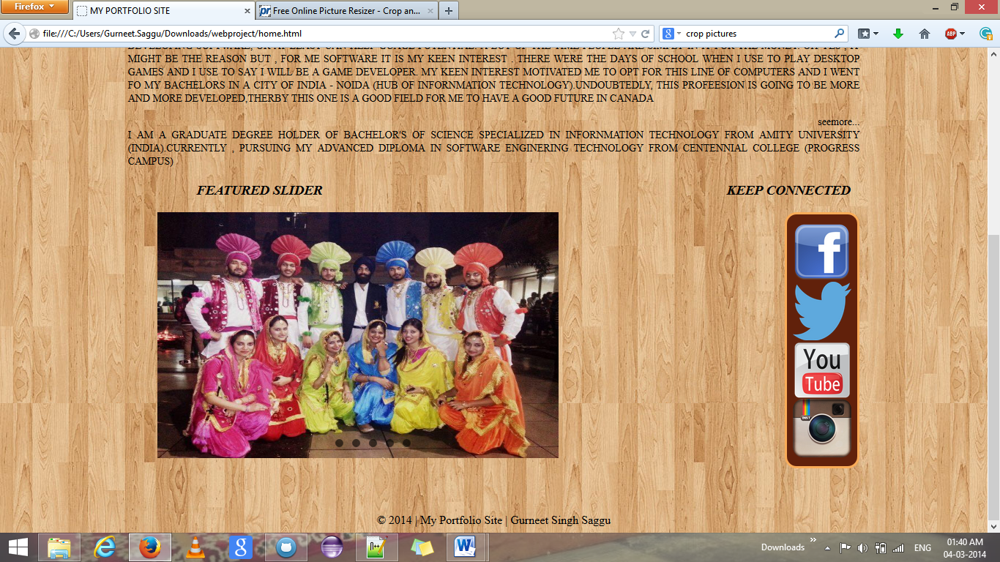 Firefox
MY PORTFOLIO SITE
Free Online Picture Resizer - Crop an...
file:///C:/Users/Gurneet.Saggu/Downloads/webproject/home.html
crop pictures
ABP
MIGHT BE THE REASON BUT , FOR ME SOFTWARE IT IS MY KEEN INTEREST . THERE WERE THE DAYS OF SCHOOL WHEN I USE TO PLAY DESKTOP
GAMES AND I USE TO SAY I WILL BE A GAME DEVELOPER. MY KEEN INTEREST MOTIVATED ME TO OPT FOR THIS LINE OF COMPUTERS AND I WENT
FO MY BACHELORS IN A CITY OF INDIA - NOIDA (HUB OF INFORNMATION TECHNOLOGY).UNDOUBTEDLY, THIS PROFEESION IS GOING TO BE MORE
AND MORE DEVELOPED,THERBY THIS ONE IS A GOOD FIELD FOR ME TO HAVE A GOOD FUTURE IN CANADA
seemore...
I AM A GRADUATE DEGREE HOLDER OF BACHELOR'S OF SCIENCE SPECIALIZED IN INFORNMATION TECHNOLOGY FROM AMITY UNIVERSITY
(INDIA).CURRENTLY , PURSUING MY ADVANCED DIPLOMA IN SOFTWARE ENGINERING TECHNOLOGY FROM CENTENNIAL COLLEGE (PROGRESS
CAMPUS)
FEATURED SLIDER
KEEP CONNECTED
f
You
Tube
INST
© 2014 | My Portfolio Site | Gurneet Singh Saggu
Downloads
ENG
01:40 AM
04-03-2014